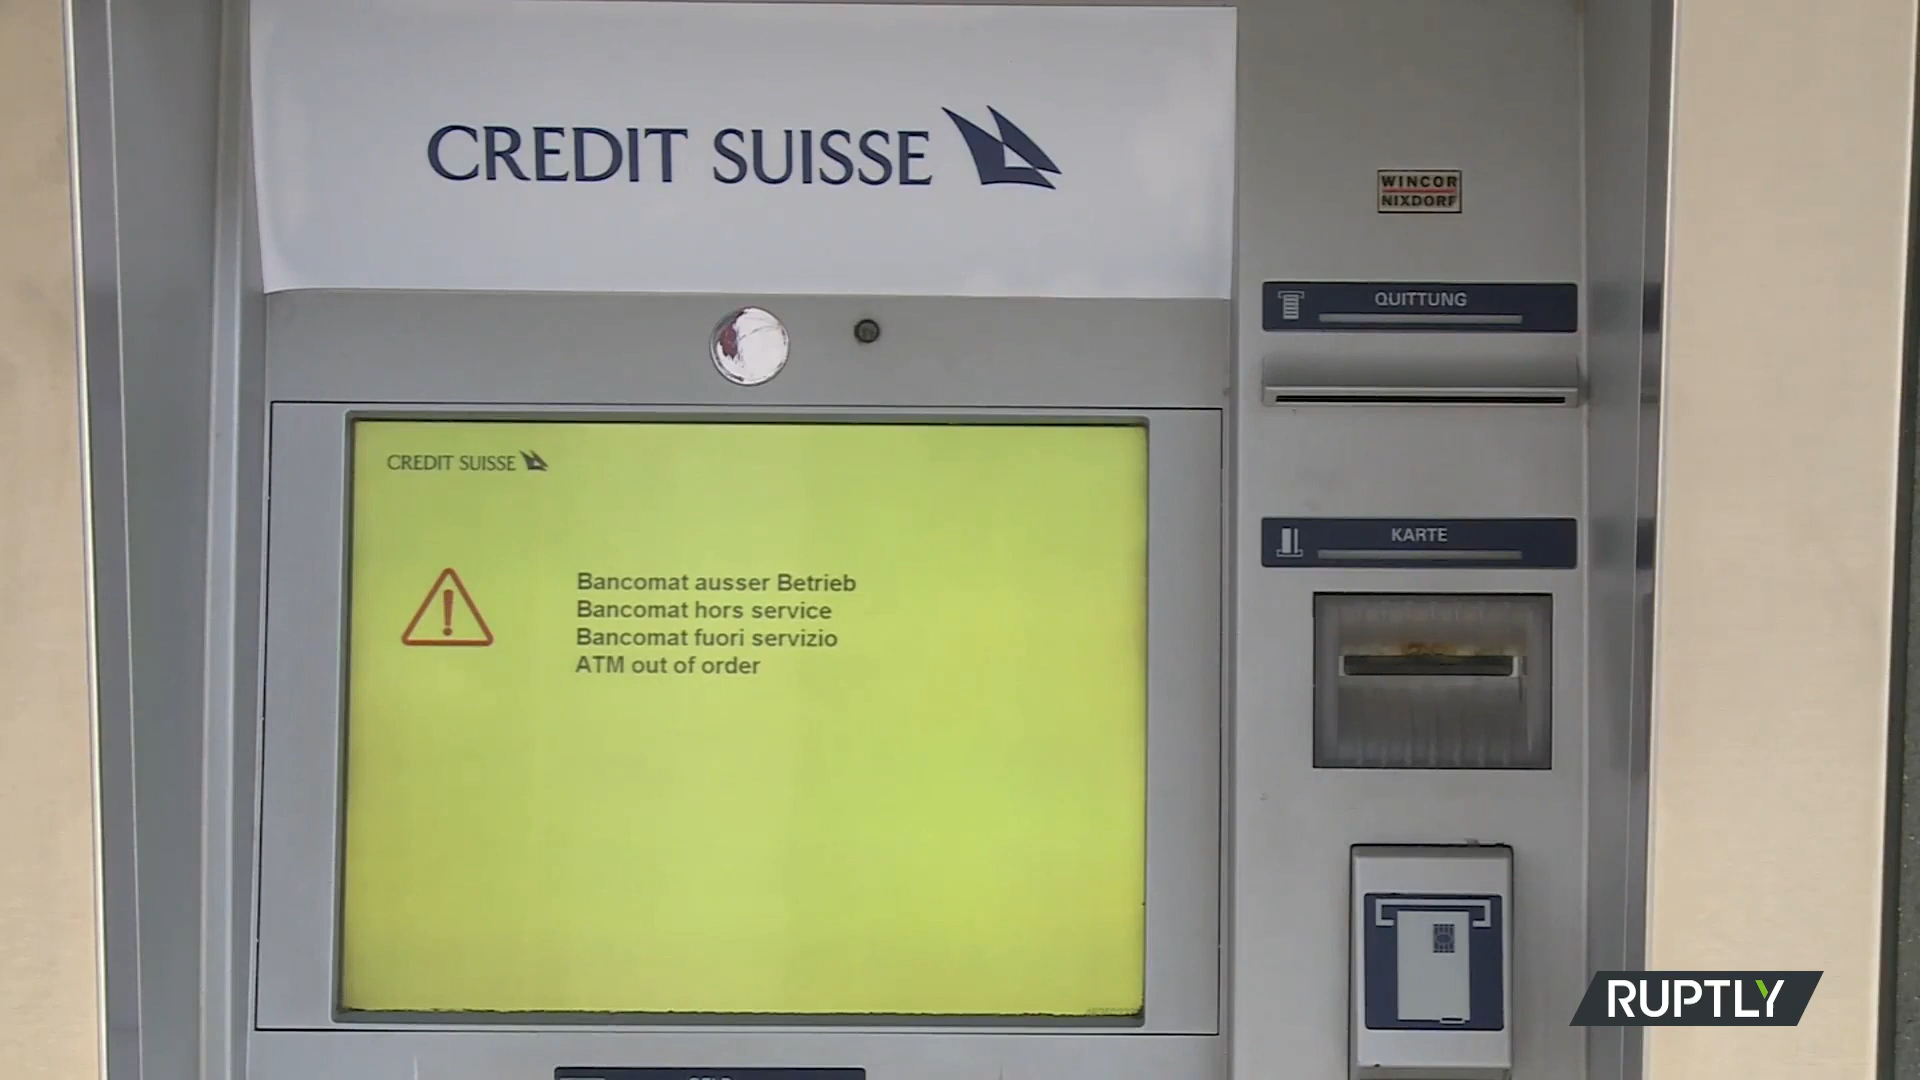 CREDIT SUISSE
WINCOR
NIXDORF
QUITTUNG
CREDIT SUISSE
KARTE
Bancomat ausser Betrieb
Bancomat hors service
Bancomat fuori servizio
ATM out of order
RUPTLY